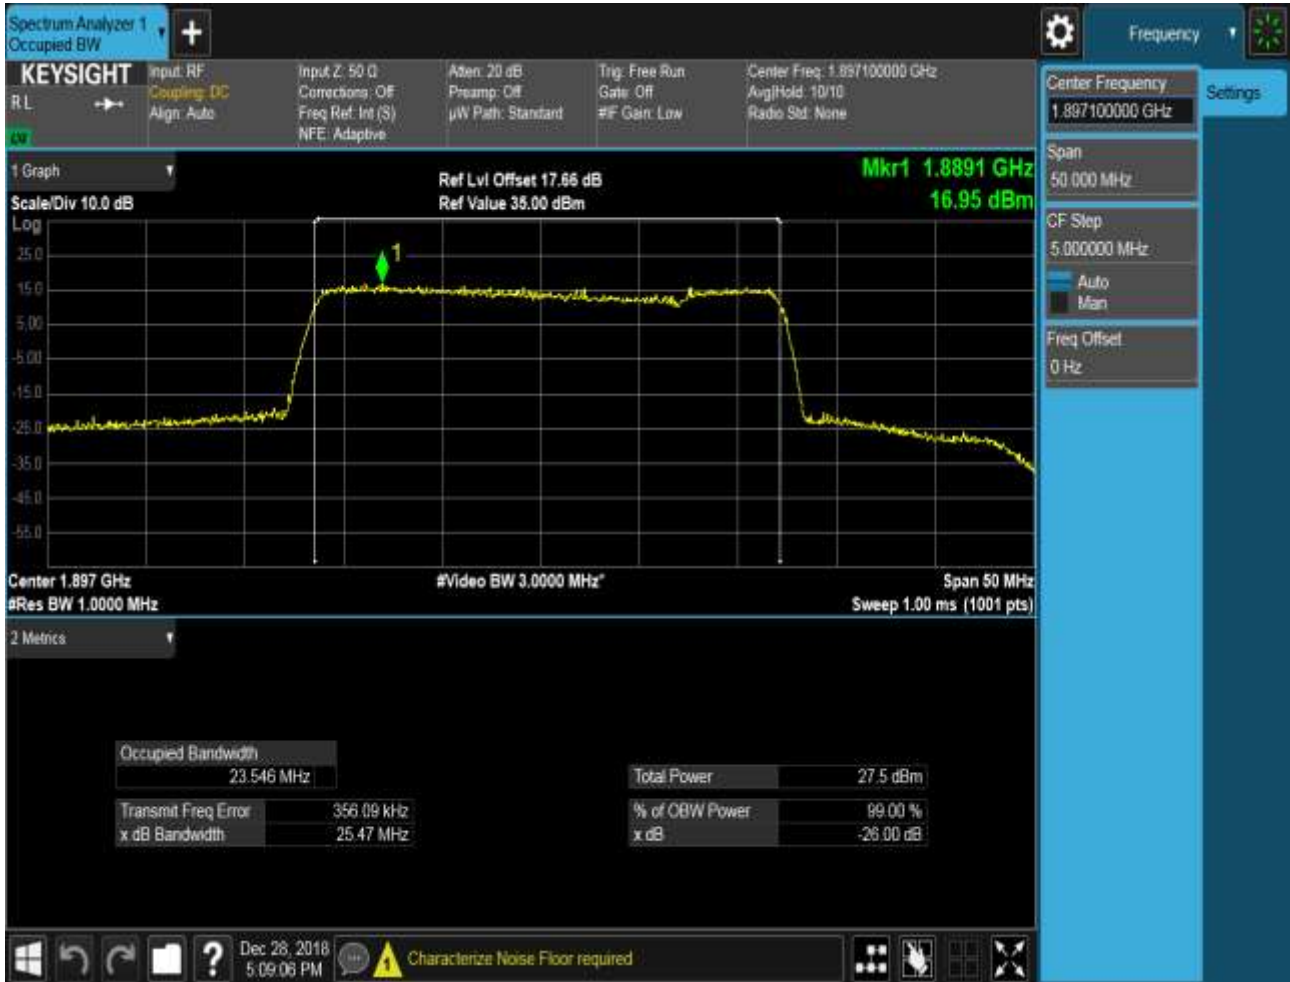 Spectrum Analyzer 1
Occupied BW
Frequency
KEYSIGHT
R L
Input: RF
Coupling: DC
Align: Auto
Input Z: 50 Ω
Corrections: Off
Freq Ref: Int (S)
NFE: Adaptive
Atten: 20 dB
Preamp: Off
µW Path: Standard
Trig: Free Run
Gate: Off
#IF Gain: Low
Center Freq: 1.897100000 GHz
Avg|Hold: 10/10
Radio Std: None
Center Frequency
1.897100000 GHz
Settings
Span
50.000 MHz
CF Step
5.000000 MHz
Auto
Man
Freq Offset
0 Hz
1 Graph
Scale/Div 10.0 dB
Ref Lvl Offset 17.66 dB
Ref Value 35.00 dBm
Mkr1 1.8891 GHz
16.95 dBm
Log
25.0
15.0
5.00
-5.00
-15.0
-25.0
-35.0
-45.0
-55.0
1
Center 1.897 GHz
#Video BW 3.0000 MHz*
Span 50 MHz
#Res BW 1.0000 MHz
Sweep 1.00 ms (1001 pts)
2 Metrics
Occupied Bandwidth
23.546 MHz
Total Power 27.5 dBm
Transmit Freq Error 356.09 kHz
% of OBW Power 99.00 %
x dB Bandwidth 25.47 MHz
x dB -26.00 dB
?
Dec 28, 2018
5:09:06 PM
Characterize Noise Floor required